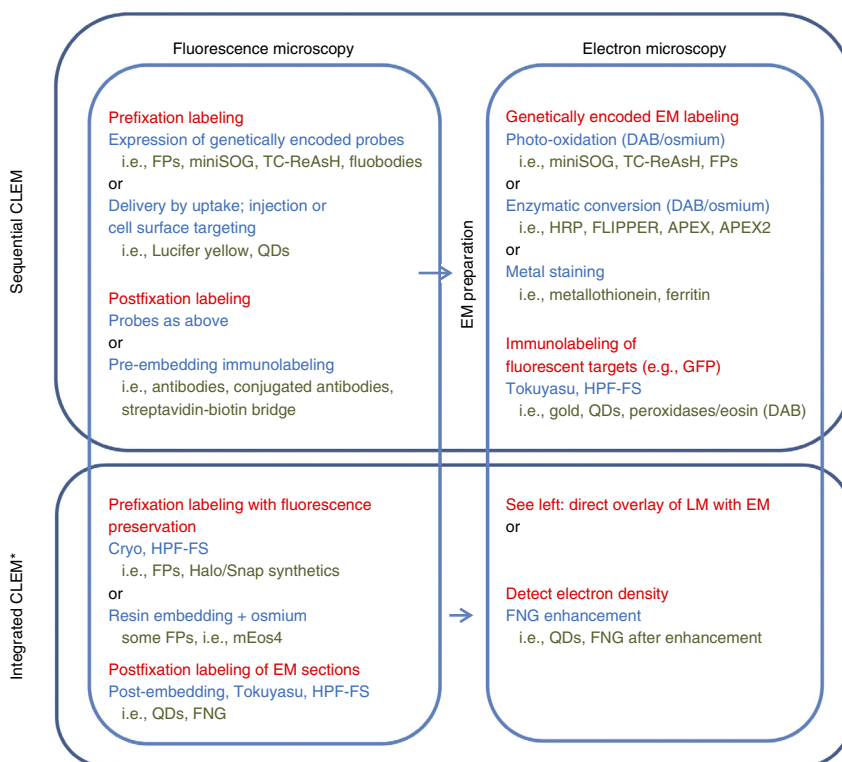 Fluorescence microscopy
Electron microscopy
Sequential CLEM
Prefixation labeling
Expression of genetically encoded probes
i.e., FPs, miniSOG, TC-ReAsH, fluobodies
or
Delivery by uptake; injection or
cell surface targeting
i.e., Lucifer yellow, QDs
Postfixation labeling
Probes as above
or
Pre-embedding immunolabeling
i.e., antibodies, conjugated antibodies,
streptavidin-biotin bridge
EM preparation
Genetically encoded EM labeling
Photo-oxidation (DAB/osmium)
i.e., miniSOG, TC-ReAsH, FPs
or
Enzymatic conversion (DAB/osmium)
i.e., HRP, FLIPPER, APEX, APEX2
or
Metal staining
i.e., metallothionein, ferritin
Immunolabeling of
fluorescent targets (e.g., GFP)
Tokuyasu, HPF-FS
i.e., gold, QDs, peroxidases/eosin (DAB)
Integrated CLEM*
Prefixation labeling with fluorescence
preservation
Cryo, HPF-FS
i.e., FPs, Halo/Snap synthetics
or
Resin embedding + osmium
some FPs, i.e., mEos4
Postfixation labeling of EM sections
Post-embedding, Tokuyasu, HPF-FS
i.e., QDs, FNG
See left: direct overlay of LM with EM
or
Detect electron density
FNG enhancement
i.e., QDs, FNG after enhancement